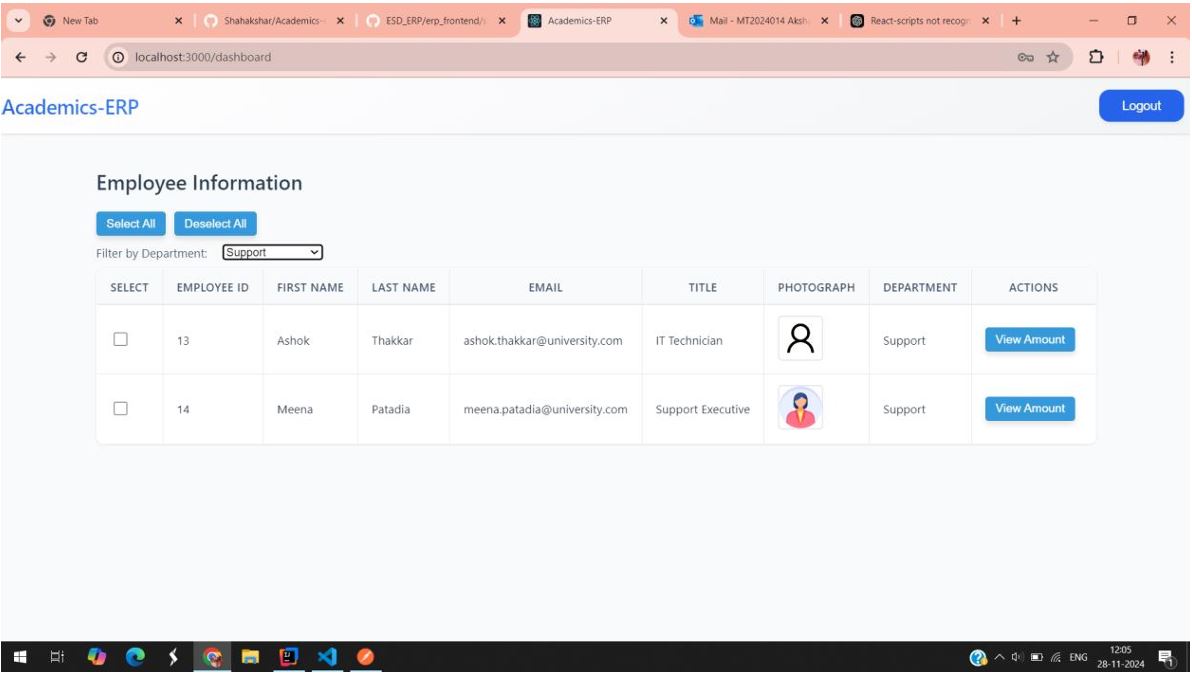 New Tab
Shahakshar/Academics-
ESD_ERP/erp_frontend/
Academics-ERP
Mail - MT2024014 Aksh
React-scripts not recogn
localhost:3000/dashboard
Academics-ERP
Logout
Employee Information
Select All Deselect All
Filter by Department: Support
SELECT EMPLOYEE ID FIRST NAME LAST NAME EMAIL TITLE PHOTOGRAPH DEPARTMENT ACTIONS
13 Ashok Thakkar ashok.thakkar@university.com IT Technician Support View Amount
14 Meena Patadia meena.patadia@university.com Support Executive Support View Amount
ENG
12:05
28-11-2024
1